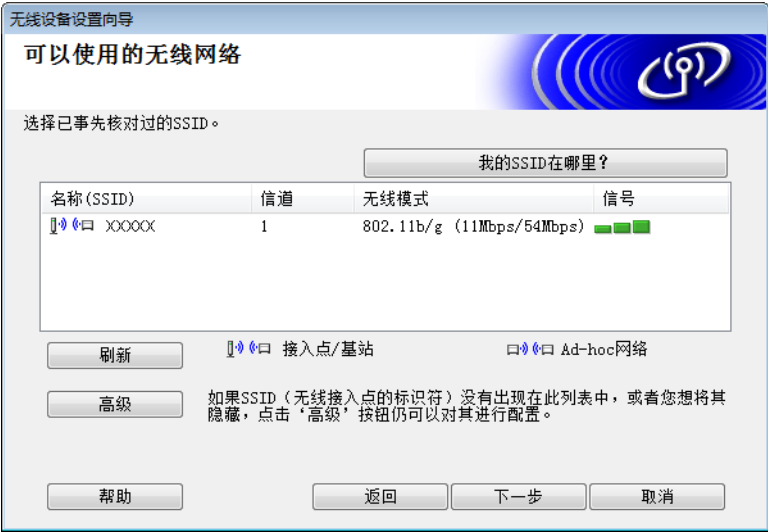 无线设备设置向导
可以使用的无线网络
选择已事先核对过的SSID。
我的SSID在哪里?
名称(SSID) 信道 无线模式 信号
XXXXX 1 802.11b/g (11Mbps/54Mbps)
刷新 接入点/基站 Ad-hoc网络
高级 如果SSID（无线接入点的标识符）没有出现在此列表中，或者您想将其
隐藏，点击‘高级’按钮仍可以对其进行配置。
帮助 返回 下一步 取消